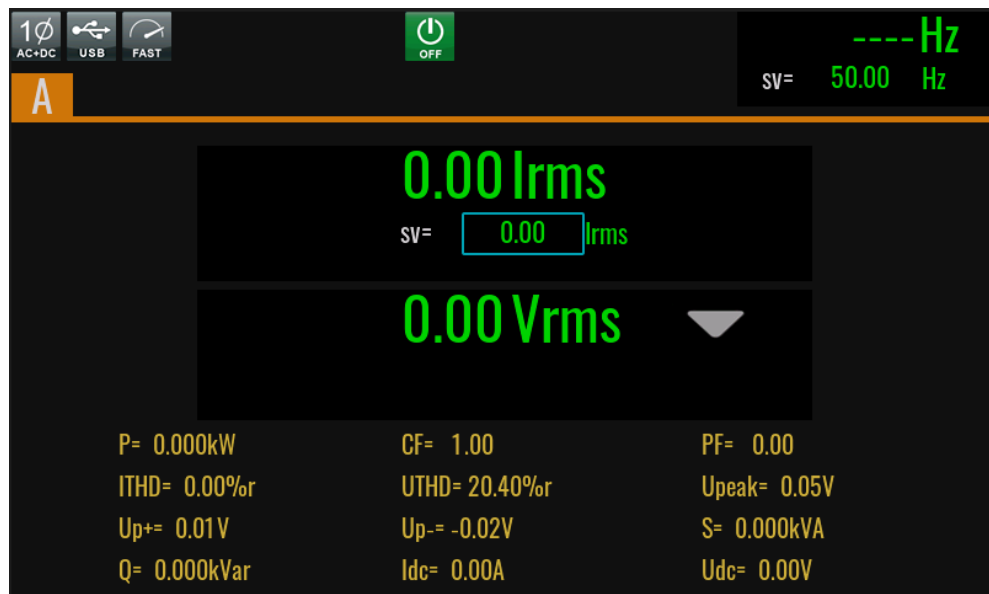 1Ø AC+DC USB FAST OFF ---- Hz
sv= 50.00 Hz
A
0.00 Irms
sv= 0.00 Irms
0.00 Vrms
P= 0.000kW CF= 1.00 PF= 0.00
ITHD= 0.00%r UTHD= 20.40%r Upeak= 0.05V
Up+= 0.01V Up-= -0.02V S= 0.000kVA
Q= 0.000kVar Idc= 0.00A Udc= 0.00V